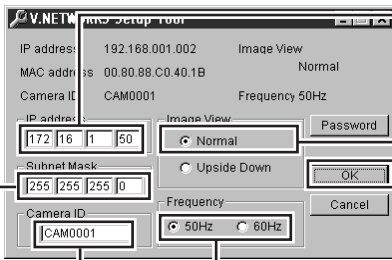 V.NETWORKS Setup Tool
IP address 192.168.001.002 Image View
Normal
MAC address 00.80.88.C0.40.1B
Camera ID CAM0001 Frequency 50Hz
IP address Image View Password
172 16 1 50 Normal
Subnet Mask Upside Down OK
255 255 255 0
Camera ID Frequency Cancel
CAM0001 50Hz 60Hz